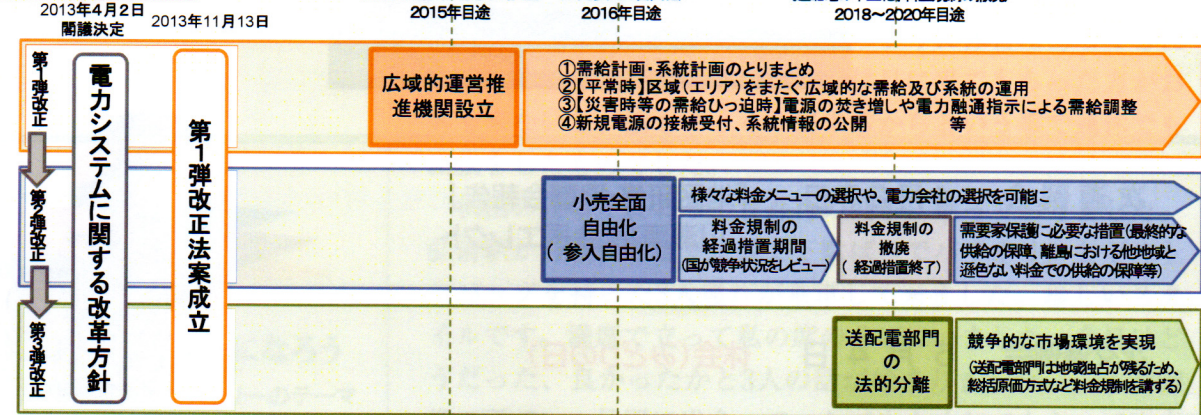 2013年4月2日
閣議決定
2013年11月13日
2015年目途
2016年目途
2018〜2020年目途
第1弾改正
第2弾改正
第3弾改正
電力システムに関する改革方針
第1弾改正法案成立
広域的運営推
進機関設立
①需給計画・系統計画のとりまとめ
②【平常時】区域(エリア)をまたぐ広域的な需給及び系統の運用
③【災害時等の需給ひっ迫時】電源の焚き増しや電力融通指示による需給調整
④新規電源の接続受付、系統情報の公開 等
小売全面
自由化
( 参入自由化)
様々な料金メニューの選択や、電力会社の選択を可能に
料金規制の
経過措置期間
(国が競争状況をレビュー)
料金規制の
撤廃
( 経過措置終了)
需要家保護に必要な措置(最終的な
供給の保障、離島における他地域と
遜色ない料金での供給の保障等)
送配電部門
の
法的分離
競争的な市場環境を実現
(送配電部門は地域独占が残るため、
総括原価方式など料金規制を講ずる)